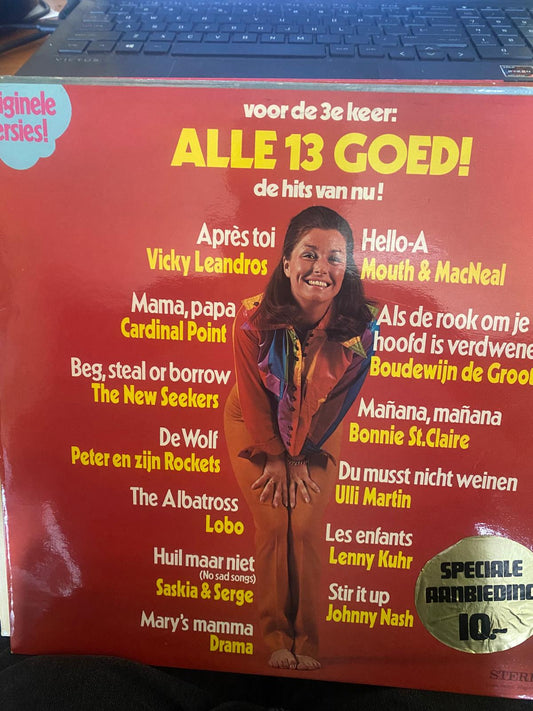 voor de 3e keer:
ALLE 13 GOED!
de hits van nu!
Après toi
Vicky Leandros
Mama, papa
Cardinal Point
Beg, steal or borrow
The New Seekers
De Wolf
Peter en zijn Rockets
The Albatross
Lobo
Huil maar niet
(No sad songs)
Saskia & Serge
Mary's mamma
Drama
Hello-A
Mouth & MacNeal
Als de rook om je
hoofd is verdwene
Boudewijn de Groot
Mañana, mañana
Bonnie St. Claire
Du musst nicht weinen
Ulli Martin
Les enfants
Lenny Kuhr
Stir it up
Johnny Nash
SPECIALE
AANBIEDING
10.-
STERE
iginele
ersies!
VICTUS